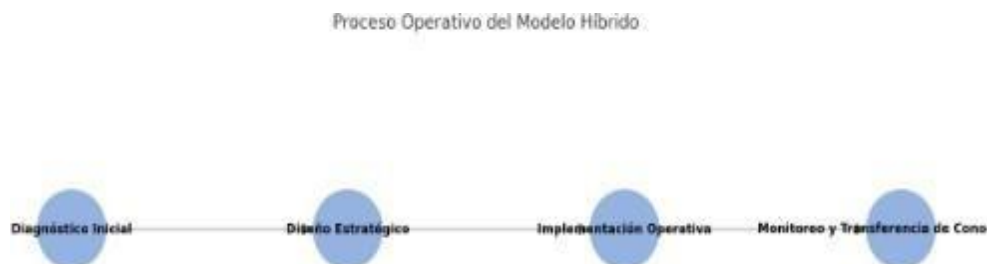 Proceso Operativo del Modelo Híbrido
Diagnóstico Inicial
Diseño Estratégico
Implementación Operativa
Monitoreo y Transferencia de Cono